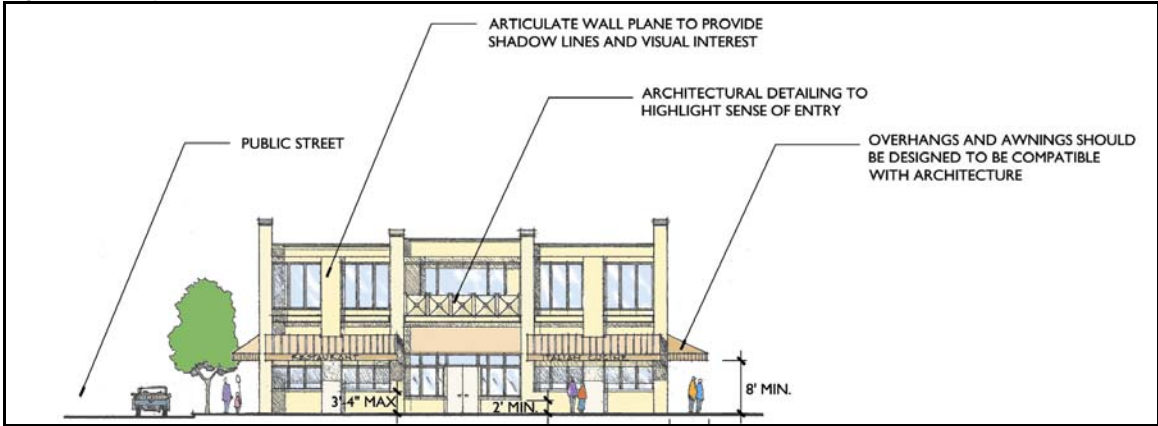 ARTICULATE WALL PLANE TO PROVIDE
SHADOW LINES AND VISUAL INTEREST
ARCHITECTURAL DETAILING TO
HIGHLIGHT SENSE OF ENTRY
PUBLIC STREET
OVERHANGS AND AWNINGS SHOULD
BE DESIGNED TO BE COMPATIBLE
WITH ARCHITECTURE
RESTAURANT
ITALIAN CUISINE
3'-4" MAX
2' MIN.
8' MIN.